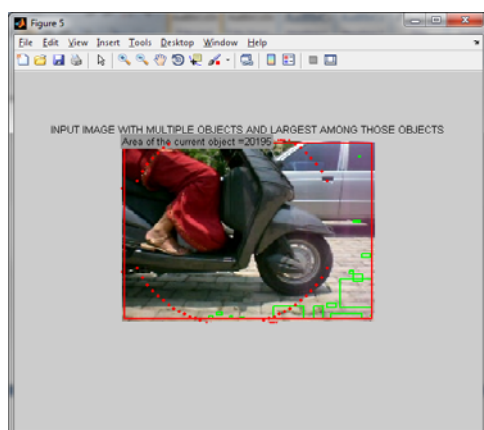 Figure 5
File Edit View Insert Tools Desktop Window Help
INPUT IMAGE WITH MULTIPLE OBJECTS AND LARGEST AMONG THOSE OBJECTS
Area of the current object =20195